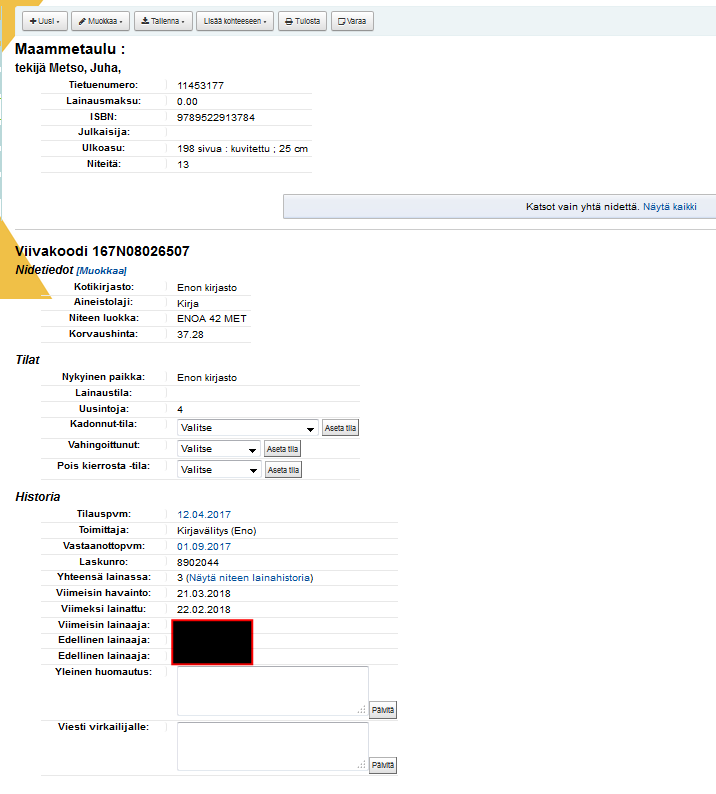 Uusi Muokkaa Tallenna Lisää kohteeseen Tulosta Varaa
Maammetaulu :
tekijä Metso, Juha,
Tietuenumero: 11453177
Lainausmaksu: 0.00
ISBN: 9789522913784
Julkaisija:
Ulkoasu: 198 sivua : kuvitettu ; 25 cm
Niteitä: 13
Katsot vain yhtä nidettä. Näytä kaikki
Viivakoodi 167N08026507
Nidetiedot [Muokkaa]
Kotikirjasto: Enon kirjasto
Aineistolaji: Kirja
Niteen luokka: ENOA 42 MET
Korvaushinta: 37.28
Tilat
Nykyinen paikka: Enon kirjasto
Lainaustila:
Uusintoja: 4
Kadonnut-tila: Valitse Aseta tila
Vahingoittunut: Valitse Aseta tila
Pois kierrosta -tila: Valitse Aseta tila
Historia
Tilauspvm: 12.04.2017
Toimittaja: Kirjavälitys (Eno)
Vastaanottopvm: 01.09.2017
Laskunro: 8902044
Yhteensä lainassa: 3 (Näytä niteen lainahistoria)
Viimeisin havainto: 21.03.2018
Viimeksi lainattu: 22.02.2018
Viimeisin lainaaja:
Edellinen lainaaja:
Edellinen lainaaja:
Yleinen huomautus: Päivitä
Viesti virkailijalle: Päivitä